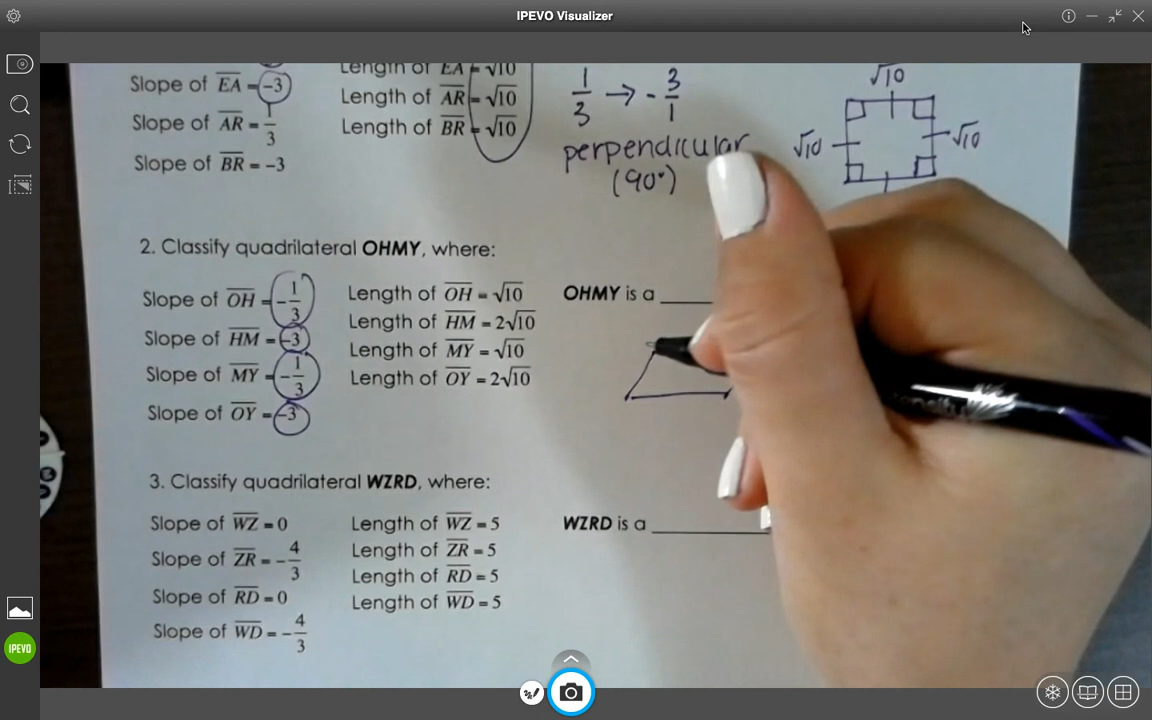 IPEVO Visualizer
Slope of EA = -3
Length of EA = √10
Slope of AR = 1/3
Length of AR = √10
Slope of BR = -3
Length of BR = √10
1/3 → - 3/1
perpendicular
(90°)
√10
√10
√10
2. Classify quadrilateral OHMY, where:
Slope of OH = -1/3
Length of OH = √10
Slope of HM = -3
Length of HM = 2√10
Slope of MY = -1/3
Length of MY = √10
Slope of OY = -3
Length of OY = 2√10
OHMY is a
3. Classify quadrilateral WZRD, where:
Slope of WZ = 0
Length of WZ = 5
Slope of ZR = -4/3
Length of ZR = 5
Slope of RD = 0
Length of RD = 5
Slope of WD = -4/3
Length of WD = 5
WZRD is a
IPEVO